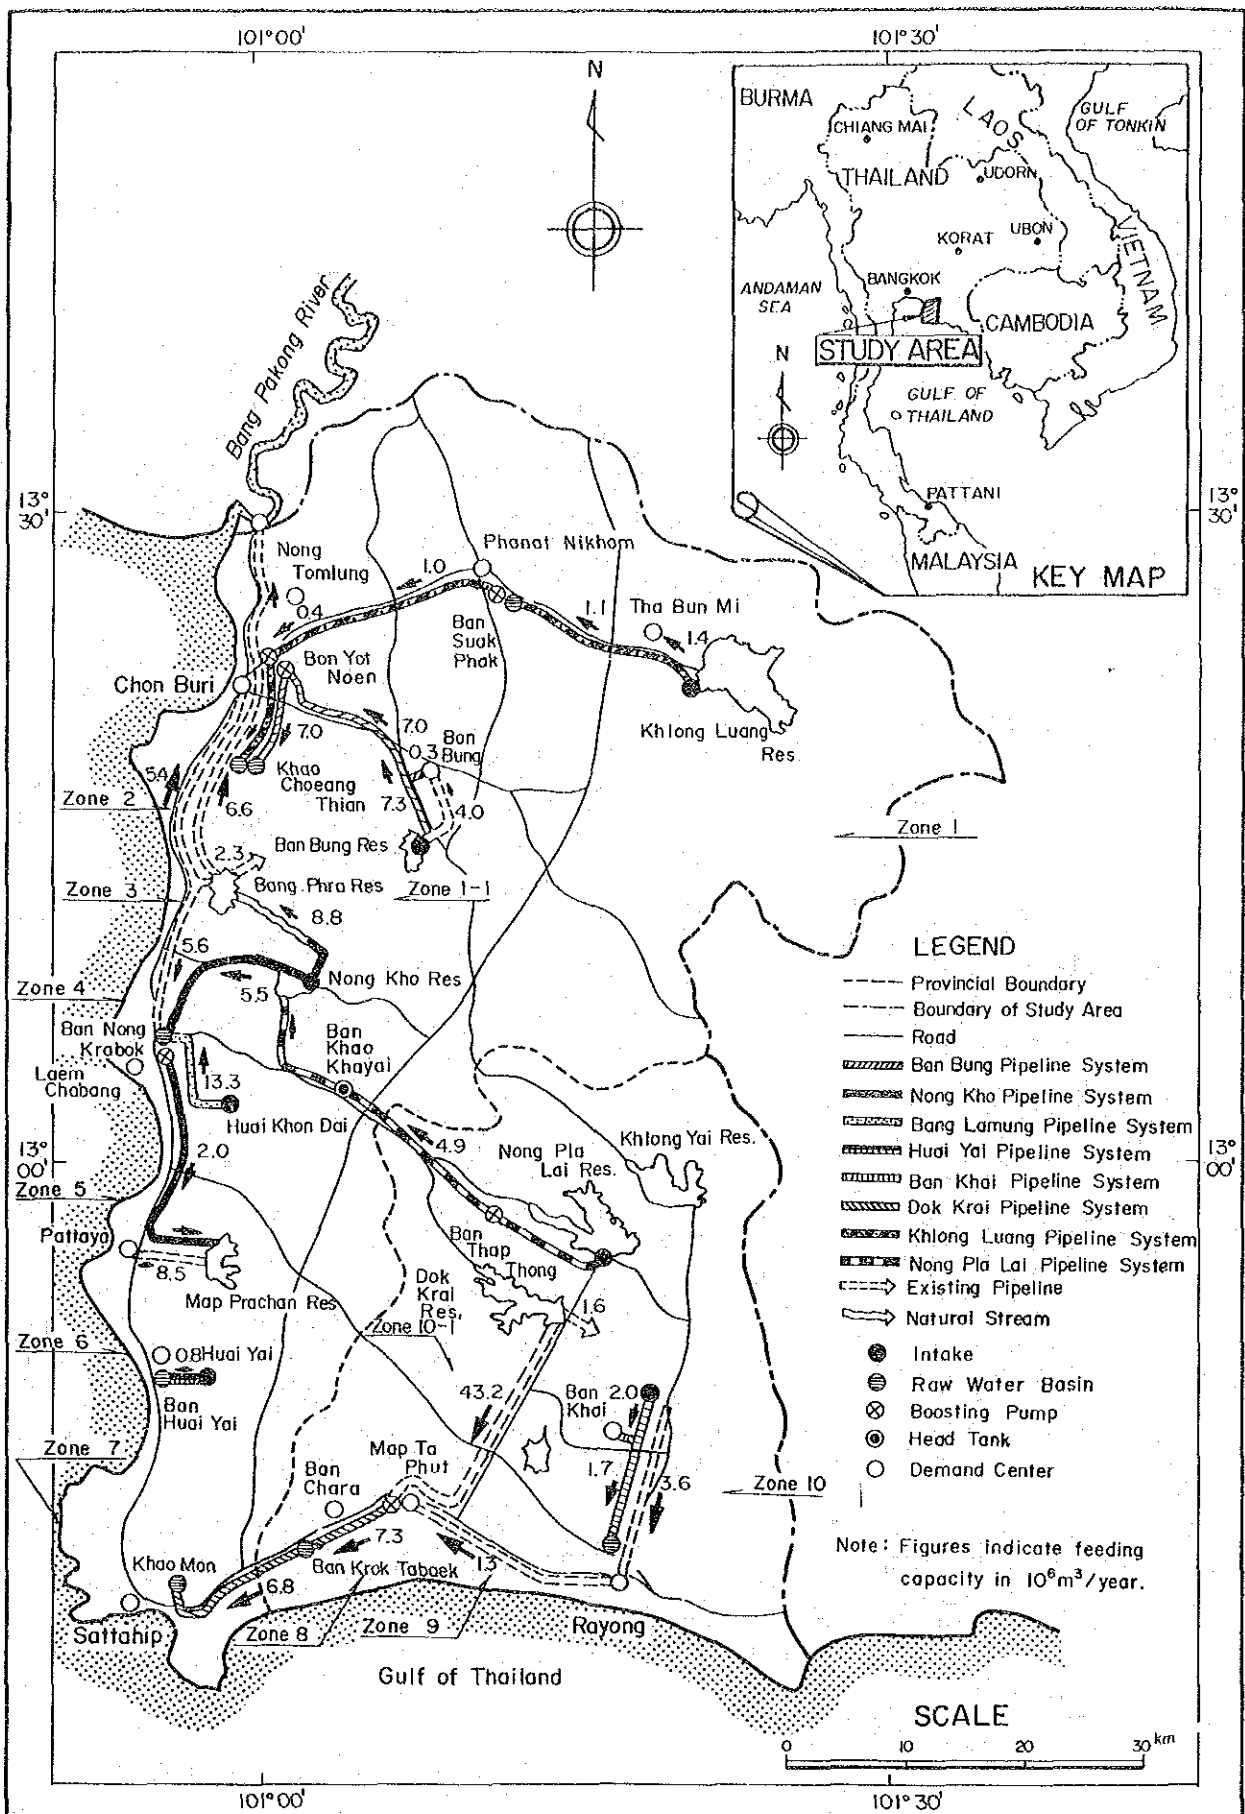 101°00'
101°30'
N
BURMA
LAOS
GULF
OF TONKIN
CHIANG MAI
THAILAND
UDORN
VIETNAM
KORAT
UBON
ANDAMAN
SEA
BANGKOK
CAMBODIA
STUDY AREA
N
GULF OF
THAILAND
PATTANI
MALAYSIA
KEY MAP
Bang Pakong River
13°
30'
13°
30'
Nong
Tomlung
Phanat Nikhom
1.0
0.4
1.1
Tha Bun Mi
1.4
Ban
Suak
Phak
Bon Yot
Noen
Chon Buri
Khlong Luang
Res.
7.0
7.0
Ban
Bung
0.3
Khao
Choeang
Thian
54
Zone 2
6.6
7.3
4.0
Zone 1
Ban Bung Res
2.3
Zone 3
Bang Phra Res
Zone 1-1
8.8
5.6
Nong Kho Res
Zone 4
5.5
Ban Nong
Krabok
Ban
Khao
Khayai
Laem
Chabang
13.3
Huai Khon Dai
4.9
Nong Pla
Lai Res.
Khlong Yai Res.
13°
00'
13°
00'
2.0
Zone 5
Pattaya
8.5
Map Prachan Res
Ban
Thap
Thong
Dok
Krai
Res.
1.6
Zone 10-1
Zone 6
0.8
Huai Yai
Ban
Huai Yai
43.2
Ban
Khai
2.0
Zone 7
Map Ta
Phut
Ban
Chara
1.7
3.6
Zone 10
7.3
Khao Mon
Ban Krok Tabaek
1.3
6.8
Sattahip
Zone 8
Zone 9
Rayong
Gulf of Thailand
LEGEND
Provincial Boundary
Boundary of Study Area
Road
Ban Bung Pipeline System
Nong Kho Pipeline System
Bang Lamung Pipeline System
Huai Yai Pipeline System
Ban Khai Pipeline System
Dok Krai Pipeline System
Khlong Luang Pipeline System
Nong Pla Lai Pipeline System
Existing Pipeline
Natural Stream
Intake
Raw Water Basin
Boosting Pump
Head Tank
Demand Center
Note: Figures indicate feeding
capacity in 10⁶m³/year.
SCALE
0 10 20 30 km
101°00'
101°30'